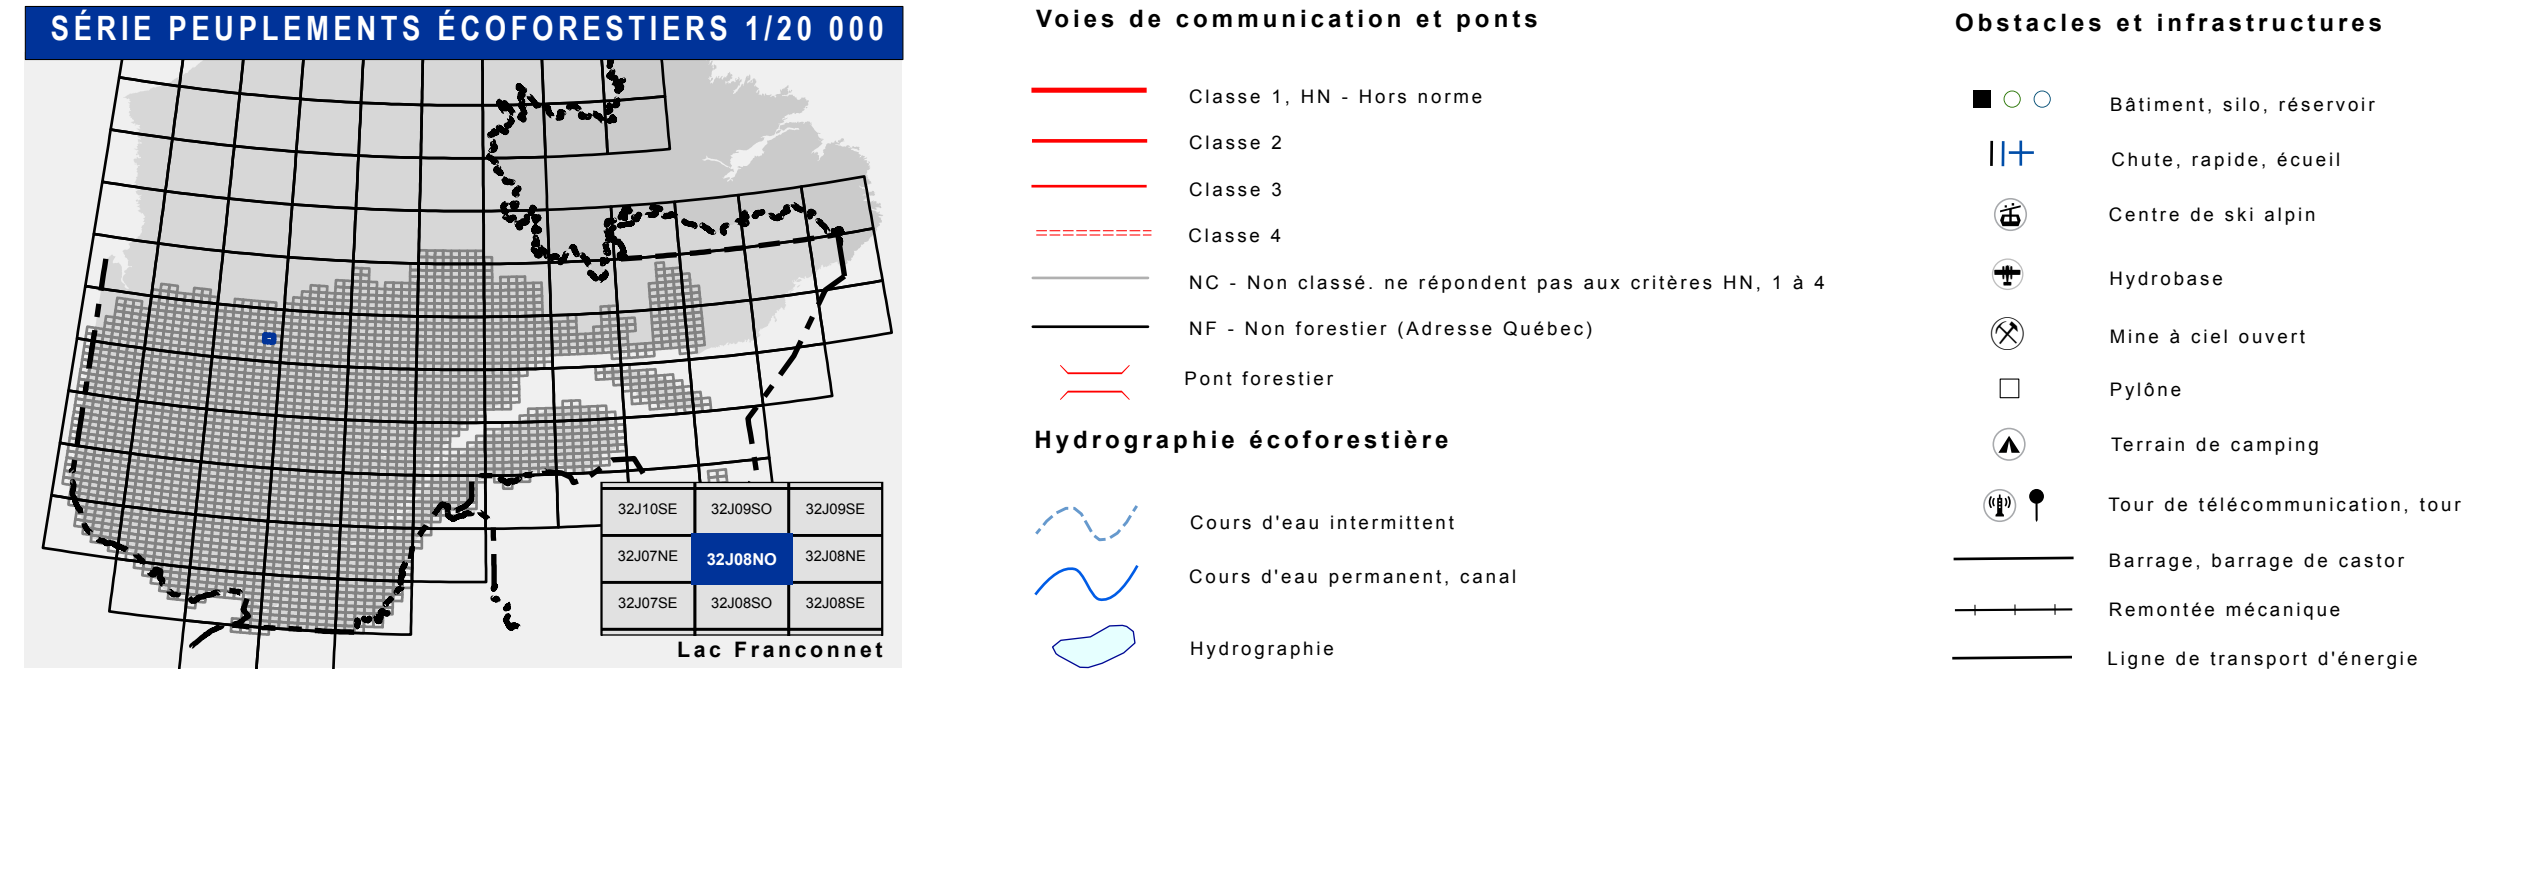 SÉRIE PEUPLEMENTS ÉCOFORESTIERS 1/20 000
32J10SE 32J09SO 32J09SE
32J07NE 32J08NO 32J08NE
32J07SE 32J08SO 32J08SE
Lac Franconnet
Voies de communication et ponts
Classe 1, HN - Hors norme
Classe 2
Classe 3
Classe 4
NC - Non classé. ne répondent pas aux critères HN, 1 à 4
NF - Non forestier (Adresse Québec)
Pont forestier
Hydrographie écoforestière
Cours d'eau intermittent
Cours d'eau permanent, canal
Hydrographie
Obstacles et infrastructures
Bâtiment, silo, réservoir
Chute, rapide, écueil
Centre de ski alpin
Hydrobase
Mine à ciel ouvert
Pylône
Terrain de camping
Tour de télécommunication, tour
Barrage, barrage de castor
Remontée mécanique
Ligne de transport d'énergie